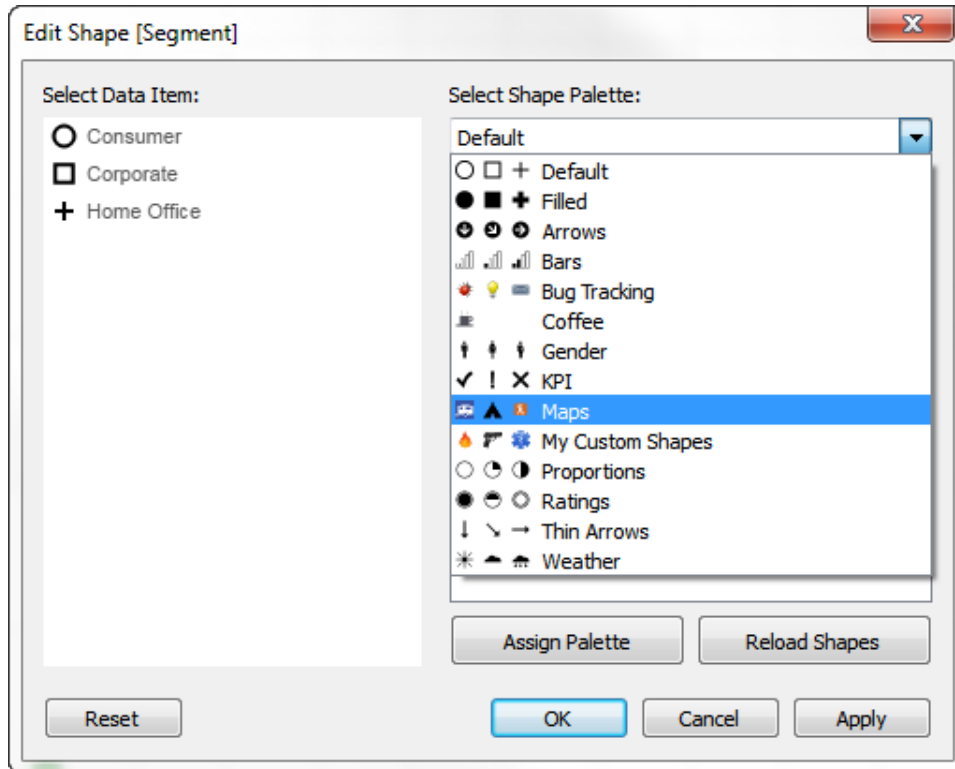 Edit Shape [Segment]
Select Data Item:
Consumer
Corporate
Home Office
Select Shape Palette:
Default
Default
Filled
Arrows
Bars
Bug Tracking
Coffee
Gender
KPI
Maps
My Custom Shapes
Proportions
Ratings
Thin Arrows
Weather
Assign Palette
Reload Shapes
Reset
OK
Cancel
Apply